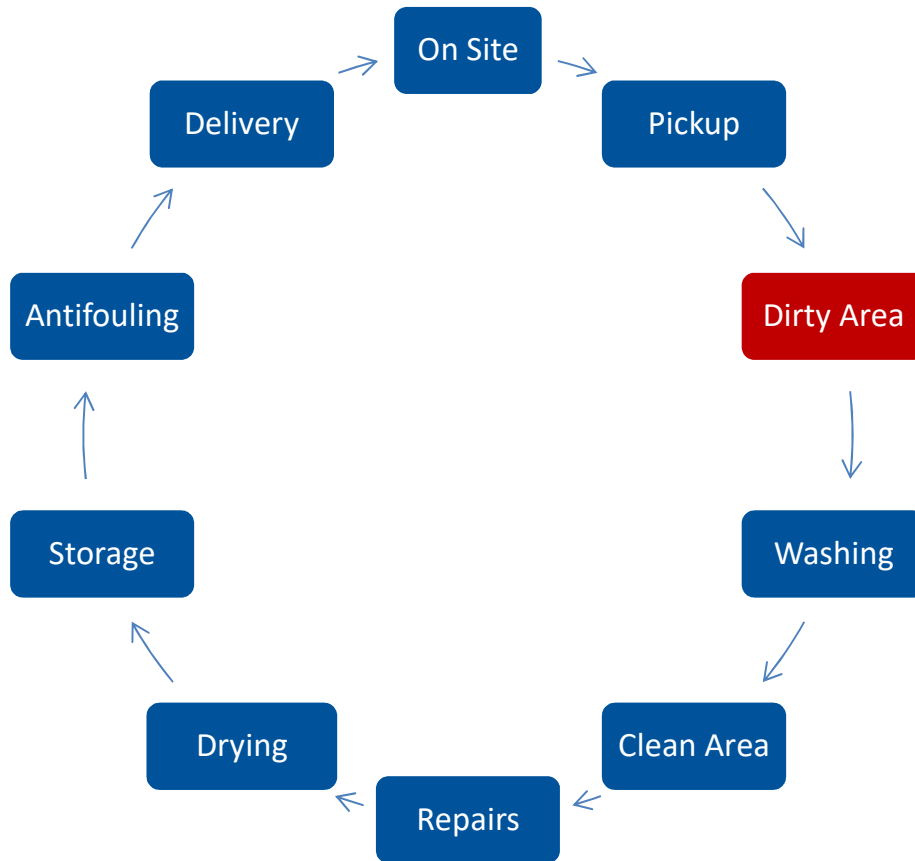 On Site
Pickup
Dirty Area
Washing
Clean Area
Repairs
Drying
Storage
Antifouling
Delivery